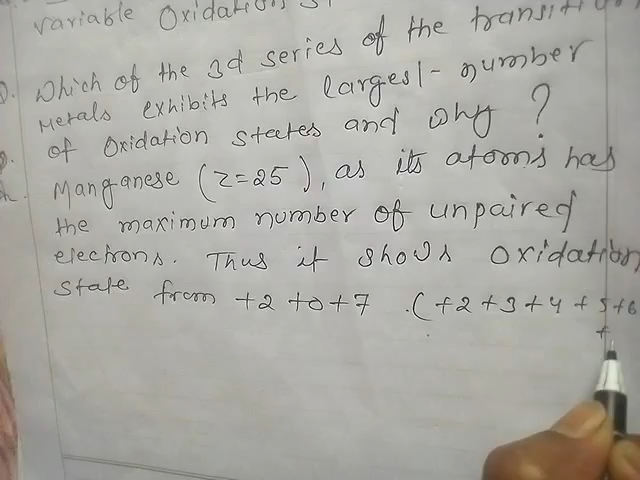 variable Oxidation
Which of the 3d series of the transition
Metals exhibits the largest number
of Oxidation states and why ?
Manganese (Z=25), as its atoms has
the maximum number of unpaired
electrons. Thus it shows Oxidation
State from +2 to +7 . (+2 +3 +4 + 5 +6
+